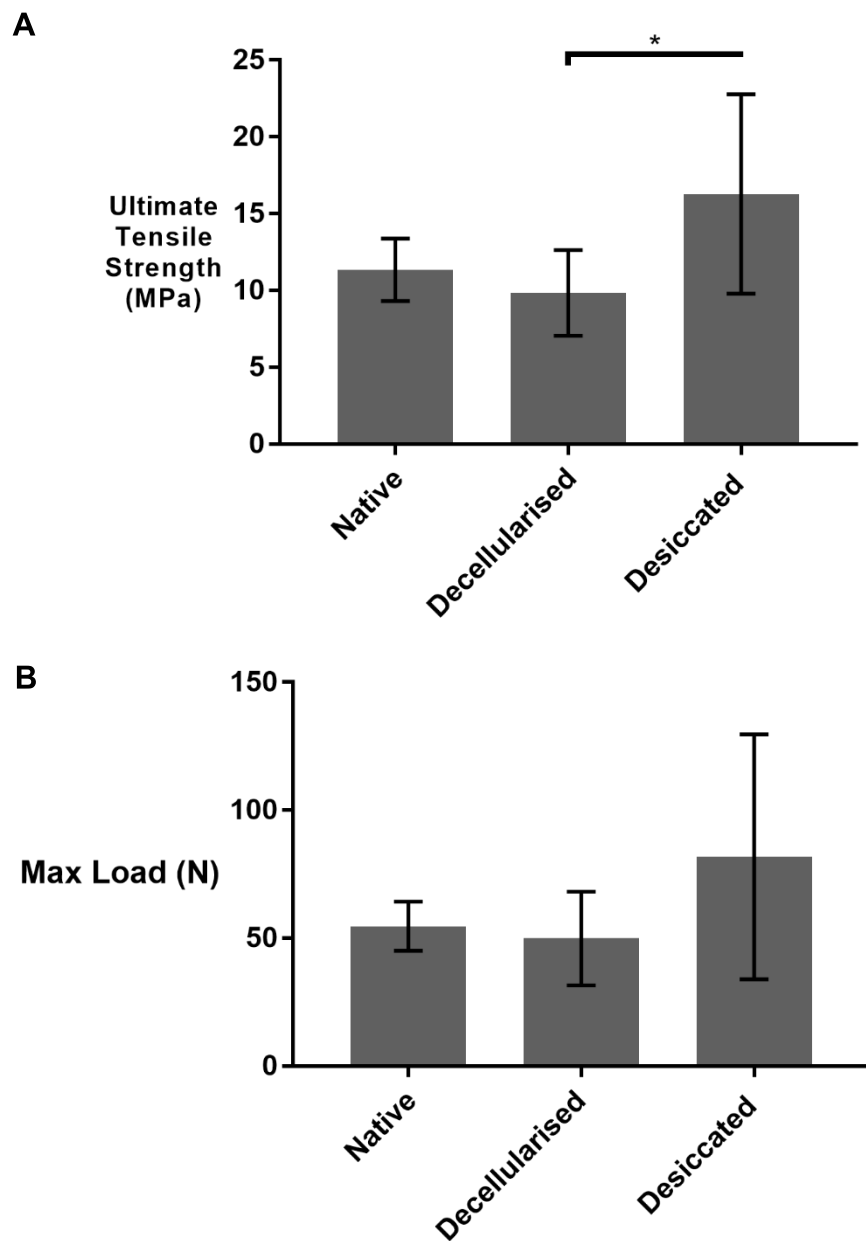 A
*
25
20
15
10
5
0
Ultimate
Tensile
Strength
(MPa)
Native
Decellularised
Desiccated
B
150
100
50
0
Max Load (N)
Native
Decellularised
Desiccated